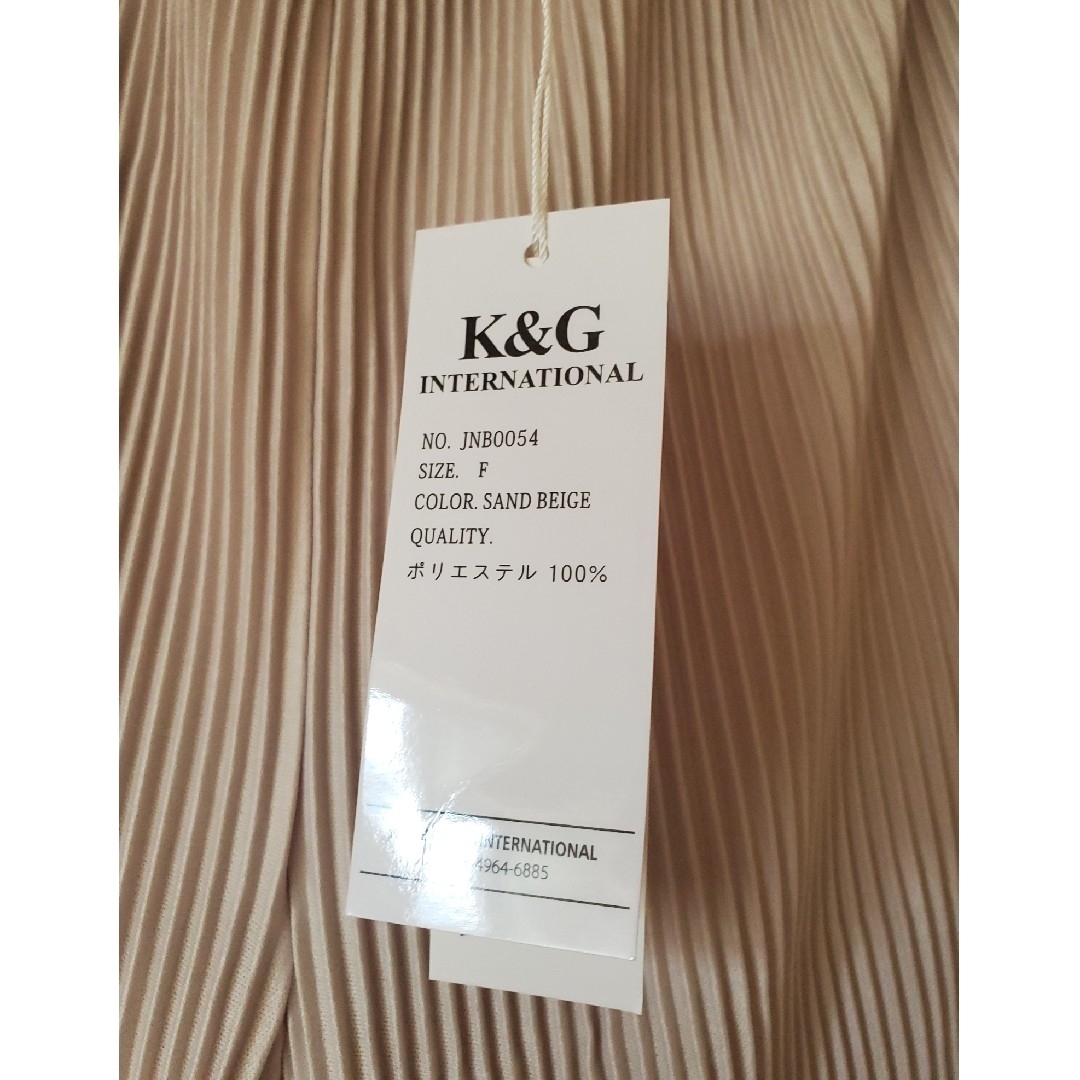 K&G
INTERNATIONAL
NO. JNB0054
SIZE. F
COLOR. SAND BEIGE
QUALITY.
ポリエステル 100%
INTERNATIONAL
4964-6885